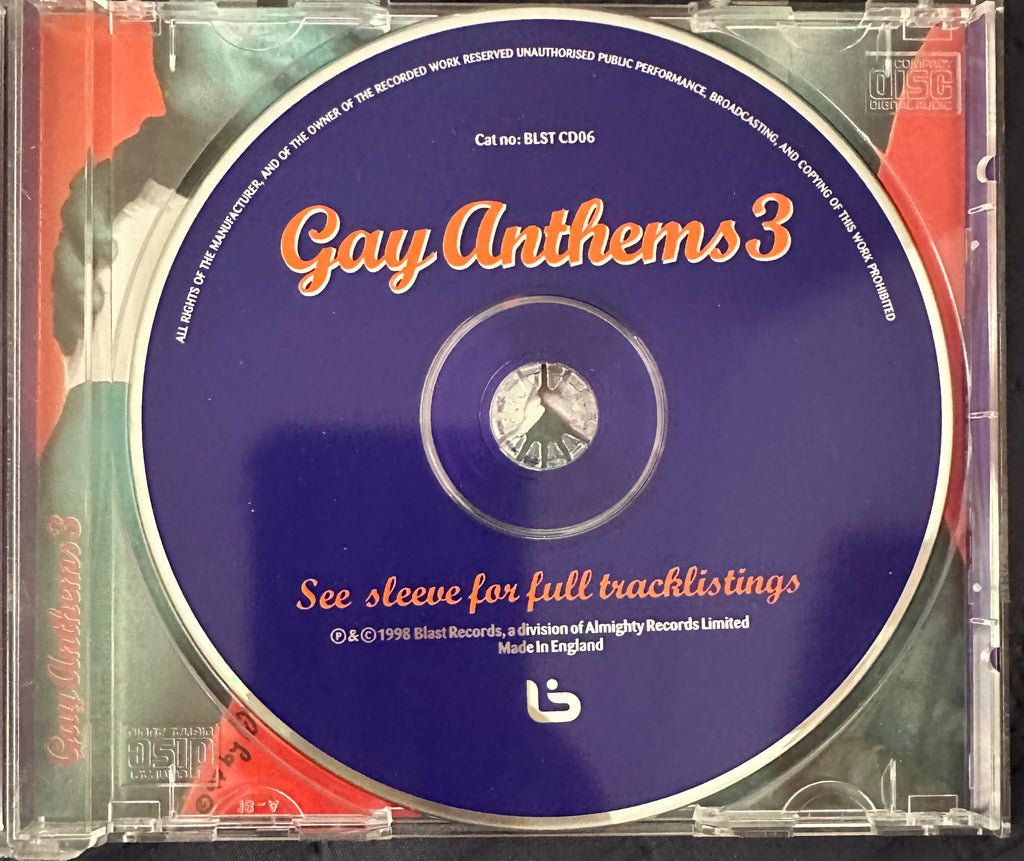 ALL RIGHTS OF THE MANUFACTURER, AND OF THE OWNER OF THE RECORDED WORK RESERVED UNAUTHORISED PUBLIC PERFORMANCE, BROADCASTING, AND COPYING OF THIS WORK PROHIBITED
COMPACT
disc
DIGITAL AUDIO
Cat no: BLST CD06
Gay Anthems 3
See sleeve for full tracklistings
Ⓟ & © 1998 Blast Records, a division of Almighty Records Limited
Made In England
Gay Anthems 3